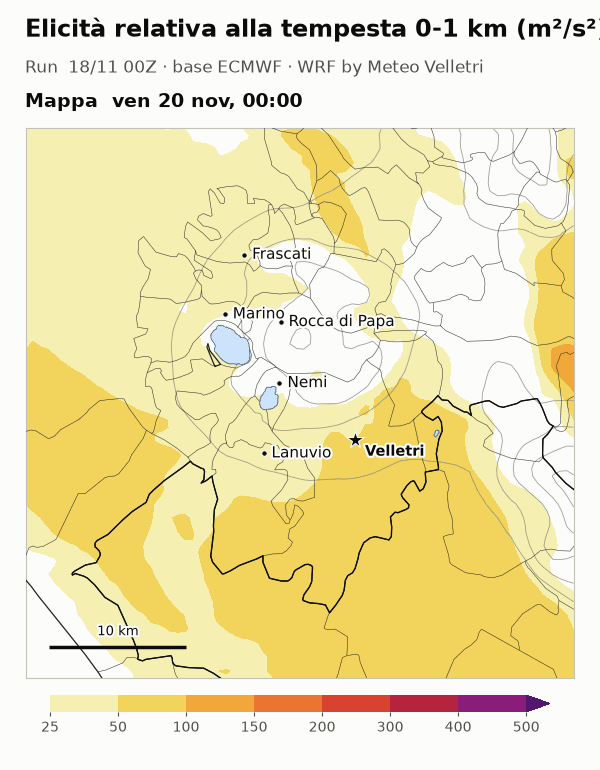 Elicità relativa alla tempesta 0-1 km (m²/s²)
Run  18/11 00Z · base ECMWF · WRF by Meteo Velletri
Mappa  ven 20 nov, 00:00
Frascati
Marino
Rocca di Papa
Nemi
Lanuvio
Velletri
10 km
25 50 100 150 200 300 400 500